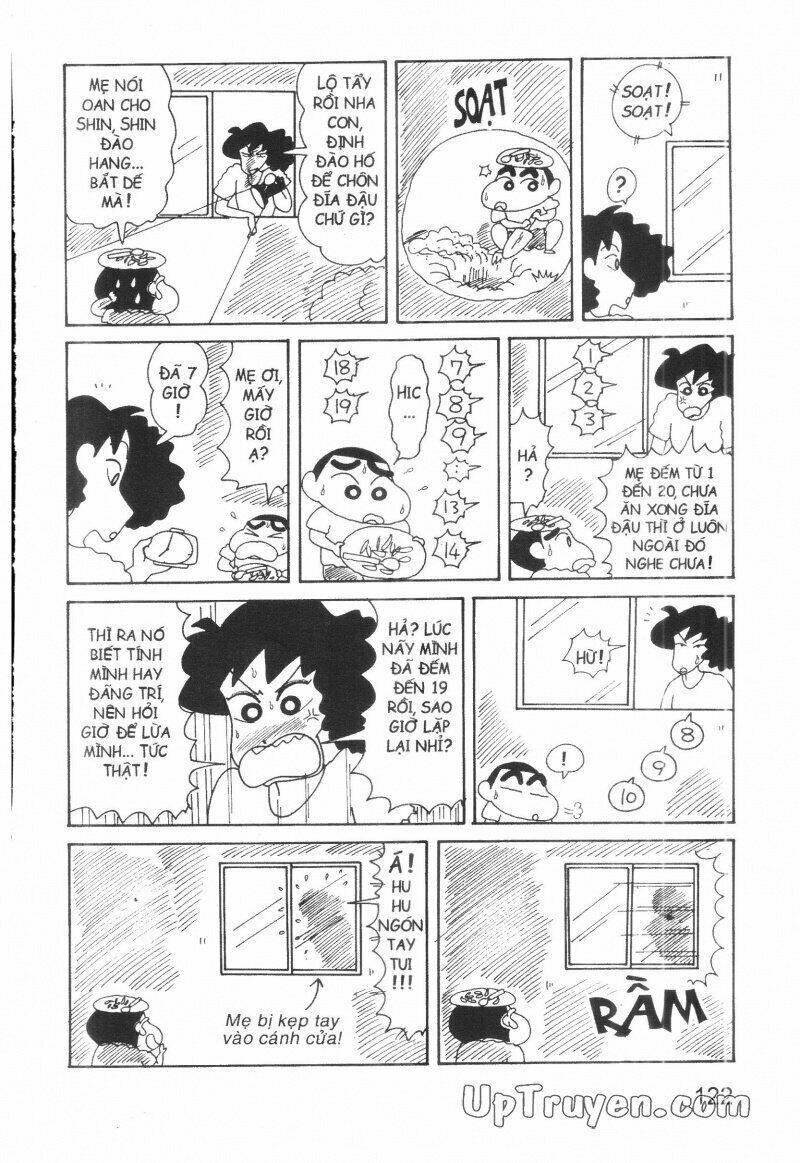 SOẠT!
SOẠT!
?
SOẠT
LỘ TẨY
RỒI NHA
CON,
ĐỊNH
ĐÀO HỐ
ĐỂ CHÔN
ĐĨA ĐẬU
CHỨ GÌ?
MẸ NÓI
OAN CHO
SHIN, SHIN
ĐÀO
HANG...
BẮT DẾ
MÀ!
1
2
3
MẸ ĐẾM TỪ 1
ĐẾN 20, CHƯA
ĂN XONG ĐĨA
ĐẬU THÌ Ở LUÔN
NGOÀI ĐÓ
NGHE CHƯA!
HẢ
?
7
8
9
:
13
14
HIC
...
18
19
MẸ ƠI,
MẤY
GIỜ
RỒI
Ạ?
ĐÃ 7
GIỜ
!
8
9
10
HỪ!
!
HẢ? LÚC
NÃY MÌNH
ĐÃ ĐẾM
ĐẾN 19
RỒI, SAO
GIỜ LẶP
LẠI NHỈ?
THÌ RA NÓ
BIẾT TÍNH
MÌNH HAY
ĐÃNG TRÍ,
NÊN HỎI
GIỜ ĐỂ LỪA
MÌNH... TỨC
THẬT!
RẦM
Á!
HU
HU
NGÓN
TAY
TUI
!!!
Mẹ bị kẹp tay
vào cánh cửa!
122
UpTruyen.com